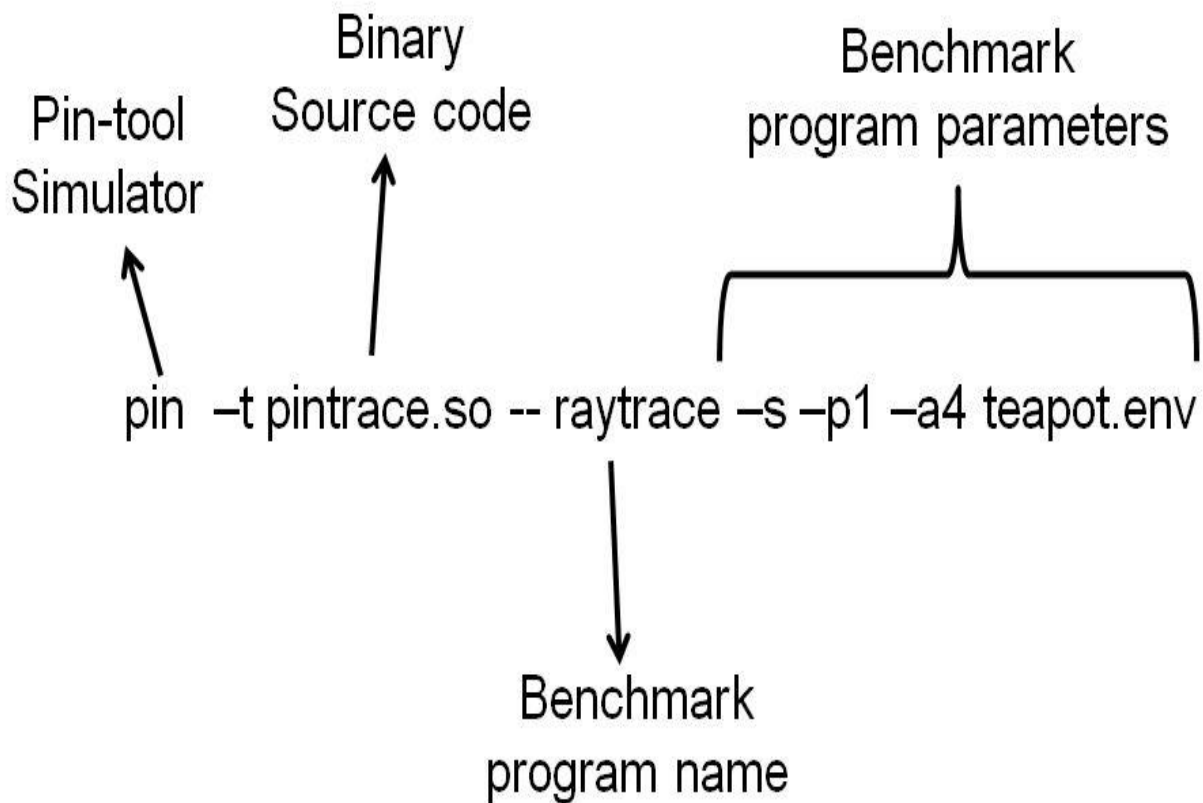 Pin-tool
Simulator
Binary
Source code
Benchmark
program parameters
pin –t pintrace.so -- raytrace –s –p1 –a4 teapot.env
Benchmark
program name